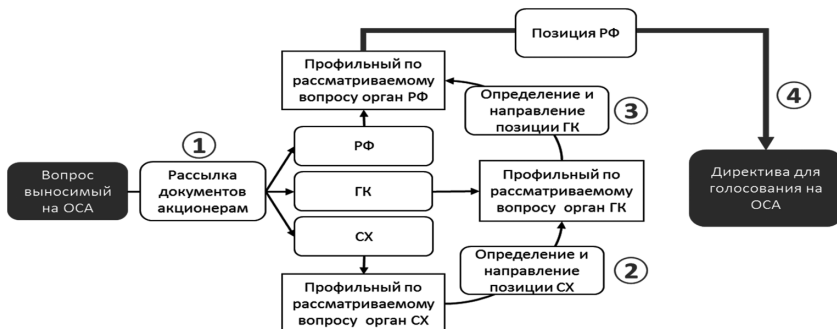 Позиция РФ
Профильный по
рассматриваемому
вопросу орган РФ
Определение и
направление
позиции ГК
3
4
1
Вопрос
выносимый
на ОСА
Рассылка
документов
акционерам
РФ
ГК
СХ
Профильный по
рассматриваемому
вопросу  орган ГК
Директива для
голосования на
ОСА
Определение и
направление
позиции СХ
2
Профильный по
рассматриваемому
вопросу  орган СХ